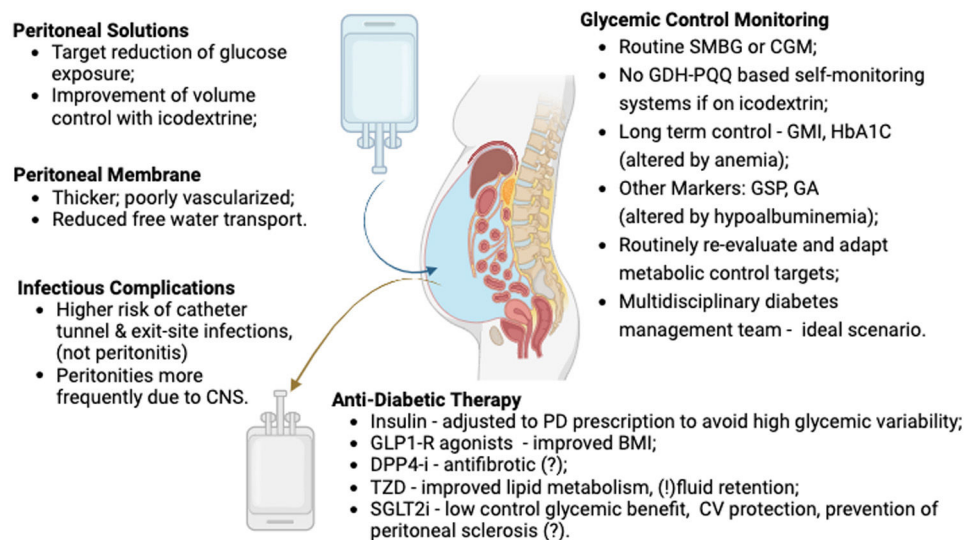 Peritoneal Solutions
• Target reduction of glucose
exposure;
• Improvement of volume
control with icodextrine;
Peritoneal Membrane
• Thicker; poorly vascularized;
• Reduced free water transport.
Infectious Complications
• Higher risk of catheter
tunnel & exit-site infections,
(not peritonitis)
• Peritonities more
frequently due to CNS.
Glycemic Control Monitoring
• Routine SMBG or CGM;
• No GDH-PQQ based self-monitoring
systems if on icodextrin;
• Long term control - GMI, HbA1C
(altered by anemia);
• Other Markers: GSP, GA
(altered by hypoalbuminemia);
• Routinely re-evaluate and adapt
metabolic control targets;
• Multidisciplinary diabetes
management team - ideal scenario.
Anti-Diabetic Therapy
• Insulin - adjusted to PD prescription to avoid high glycemic variability;
• GLP1-R agonists - improved BMI;
• DPP4-i - antifibrotic (?);
• TZD - improved lipid metabolism, (!)fluid retention;
• SGLT2i - low control glycemic benefit, CV protection, prevention of
peritoneal sclerosis (?).